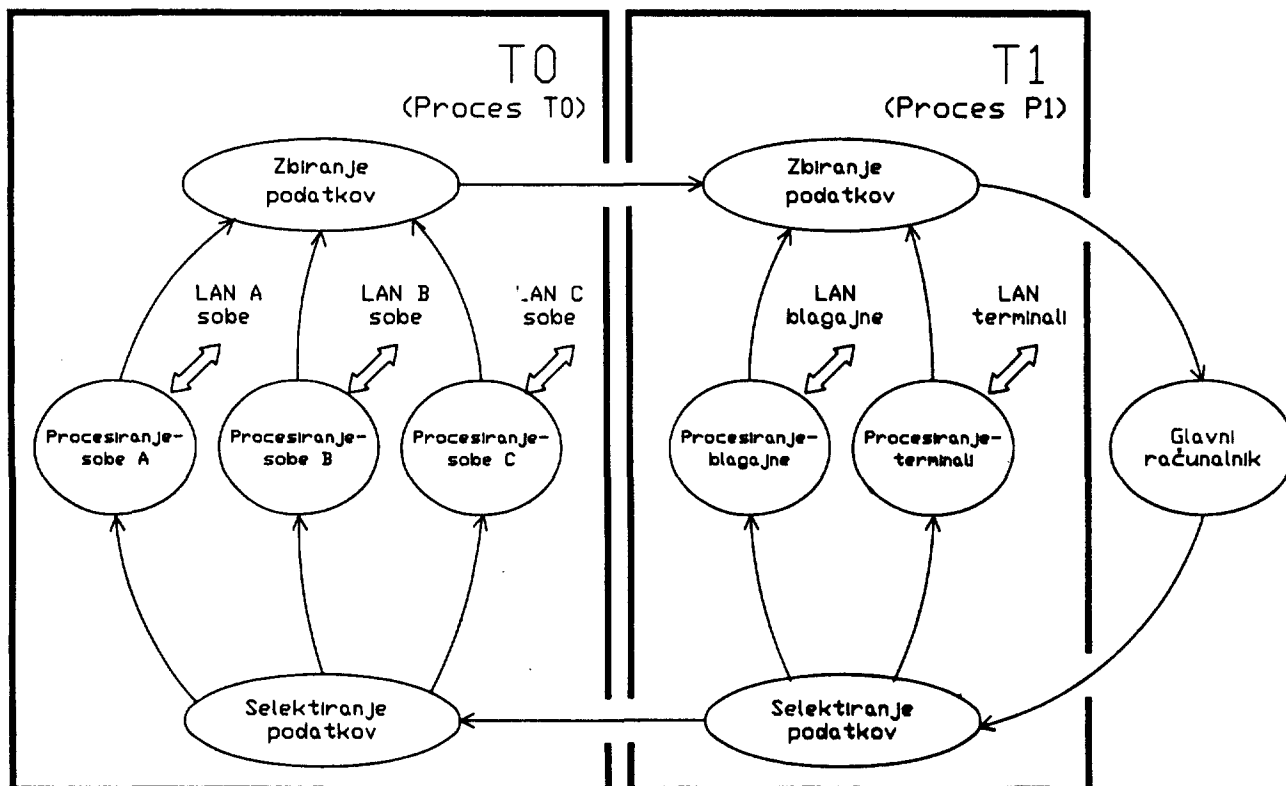 T0
(Proces T0)
T1
(Proces P1)
Zbiranje
podatkov
Zbiranje
podatkov
LAN A
sobe
LAN B
sobe
LAN C
sobe
LAN
blagajne
LAN
terminali
Procesiranje-
sobe A
Procesiranje-
sobe B
Procesiranje-
sobe C
Procesiranje-
blagajne
Procesiranje-
terminali
Glavni
računalnik
Selektiranje
podatkov
Selektiranje
podatkov